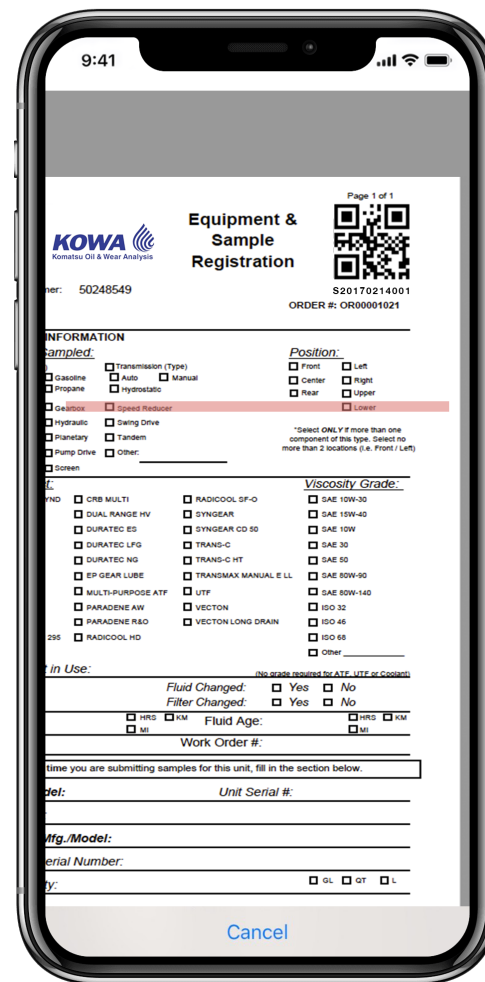 9:41
Page 1 of 1
Equipment &
Sample
Registration
KOWA
Komatsu Oil & Wear Analysis
S20170214001
mer: 50248549
ORDER #: OR00001021
INFORMATION
Sampled: Position:
Transmission (Type) Front Left
Gasoline Auto Manual Center Right
Propane Hydrostatic Rear Upper
Gearbox Speed Reducer Lower
Hydraulic Swing Drive
Planetary Tandem
Pump Drive Other:
Screen
*Select ONLY if more than one
component of this type. Select no
more than 2 locations (i.e. Front / Left)
ct: Viscosity Grade:
YND CRB MULTI RADICOOL SF-O SAE 10W-30
DUAL RANGE HV SYNGEAR SAE 15W-40
DURATEC ES SYNGEAR CD 50 SAE 10W
DURATEC LFG TRANS-C SAE 30
DURATEC NG TRANS-C HT SAE 50
EP GEAR LUBE TRANSMAX MANUAL E LL SAE 80W-90
MULTI-PURPOSE ATF UTF SAE 80W-140
PARADENE AW VECTON ISO 32
PARADENE R&O VECTON LONG DRAIN ISO 46
295 RADICOOL HD ISO 68
Other
t in Use: (No grade required for ATF, UTF or Coolant)
Fluid Changed: Yes No
Filter Changed: Yes No
HRS KM Fluid Age: HRS KM
MI MI
Work Order #:
time you are submitting samples for this unit, fill in the section below.
del: Unit Serial #:
Mfg./Model:
erial Number:
ty: GL QT L
Cancel